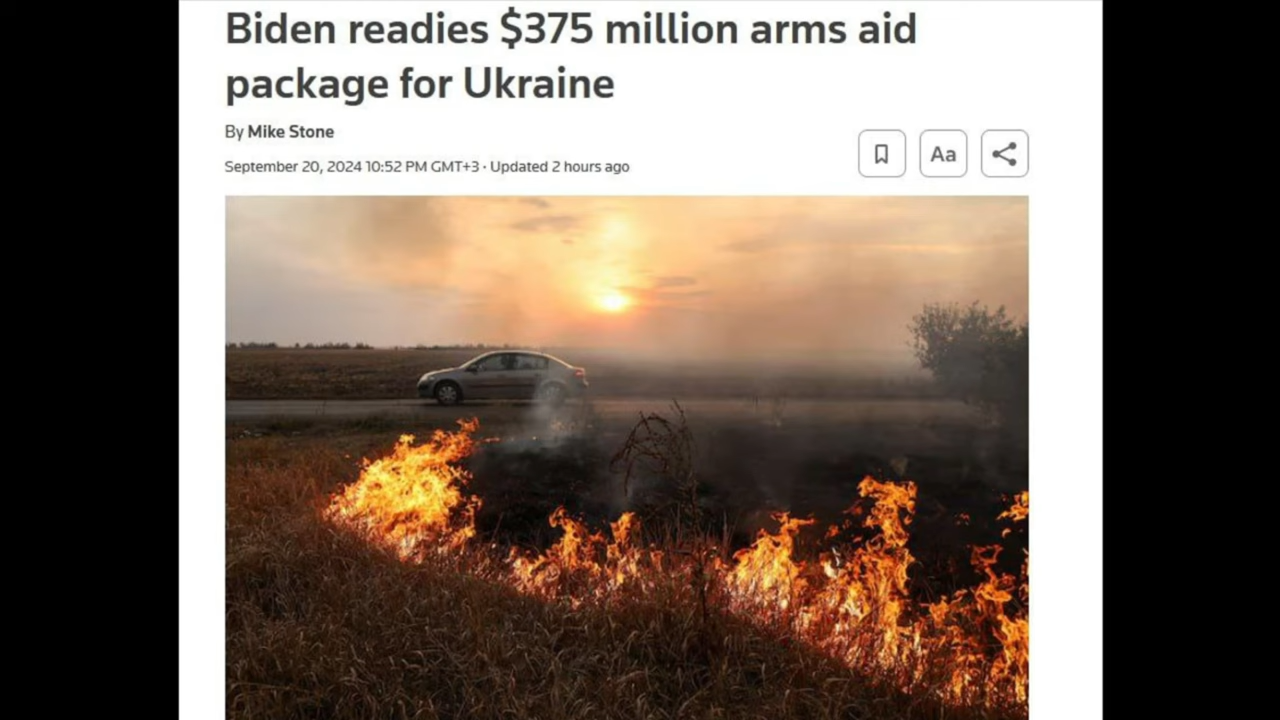 Biden readies $375 million arms aid
package for Ukraine
By Mike Stone
September 20, 2024 10:52 PM GMT+3 · Updated 2 hours ago
Aa